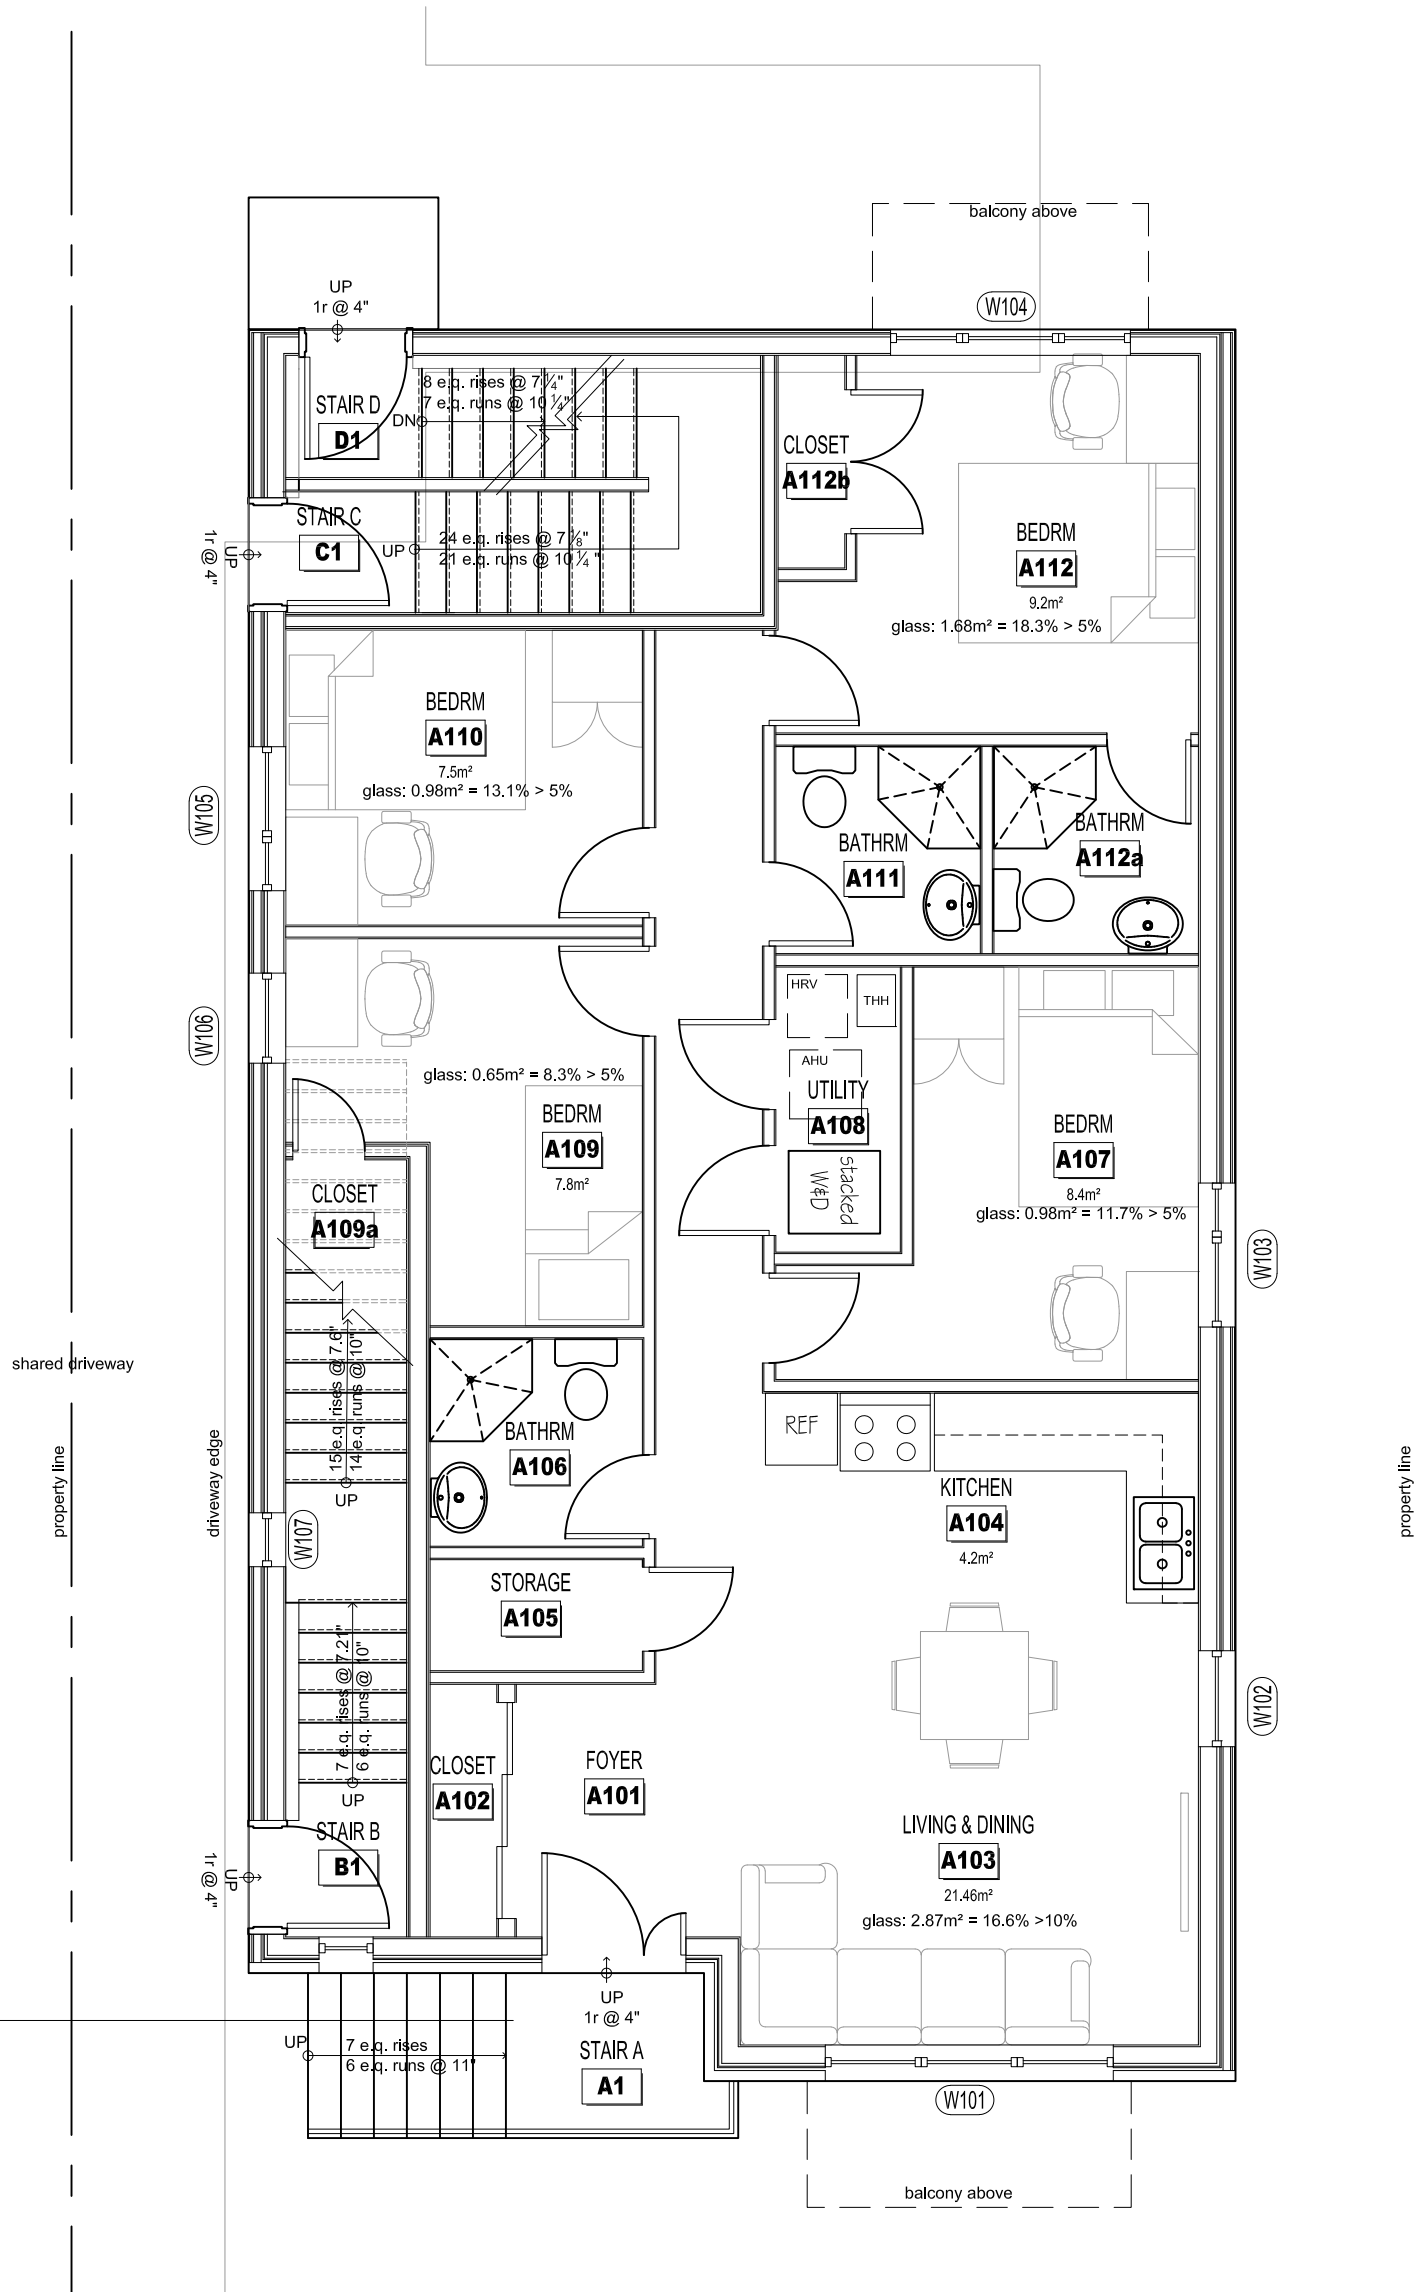 balcony above
W104
UP
1r @ 4"
STAIR D
D1
8 e.q. rises @ 7 1/4"
7 e.q. runs @ 10 1/4"
DN
CLOSET
A112b
STAIR C
C1
1r @ 4"
UP
UP
24 e.q. rises @ 7 1/8"
21 e.q. runs @ 10 1/4 "
BEDRM
A112
9.2m²
glass: 1.68m² = 18.3% > 5%
BEDRM
A110
7.5m²
glass: 0.98m² = 13.1% > 5%
W105
BATHRM
A111
BATHRM
A112a
W106
HRV
THH
AHU
UTILITY
A108
stacked
W&D
glass: 0.65m² = 8.3% > 5%
BEDRM
A109
7.8m²
BEDRM
A107
8.4m²
glass: 0.98m² = 11.7% > 5%
W103
CLOSET
A109a
15 e.q. rises @ 7.6"
14 e.q. runs @ 10"
UP
shared driveway
property line
driveway edge
property line
W107
BATHRM
A106
REF
KITCHEN
A104
4.2m²
STORAGE
A105
7 e.q. rises @ 7.21"
6 e.q. runs @ 10"
UP
W102
CLOSET
A102
FOYER
A101
LIVING & DINING
A103
21.46m²
glass: 2.87m² = 16.6% >10%
STAIR B
B1
1r @ 4"
UP
UP
1r @ 4"
STAIR A
A1
UP
7 e.q. rises
6 e.q. runs @ 11"
W101
balcony above